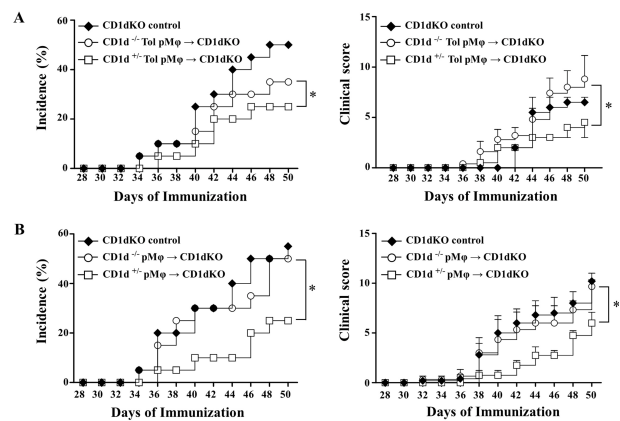 A
CD1dKO control
CD1d -/- Tol pMφ → CD1dKO
CD1d +/- Tol pMφ → CD1dKO
Incidence (%)
60
40
20
0
*
28 30 32 34 36 38 40 42 44 46 48 50
Days of Immunization
CD1dKO control
CD1d -/- Tol pMφ → CD1dKO
CD1d +/- Tol pMφ → CD1dKO
Clinical score
15
10
5
0
*
28 30 32 34 36 38 40 42 44 46 48 50
Days of Immunization
B
CD1dKO control
CD1d -/- pMφ → CD1dKO
CD1d +/- pMφ → CD1dKO
Incidence (%)
60
40
20
0
*
28 30 32 34 36 38 40 42 44 46 48 50
Days of Immunization
CD1dKO control
CD1d -/- pMφ → CD1dKO
CD1d +/- pMφ → CD1dKO
Clinical score
15
10
5
0
*
28 30 32 34 36 38 40 42 44 46 48 50
Days of Immunization